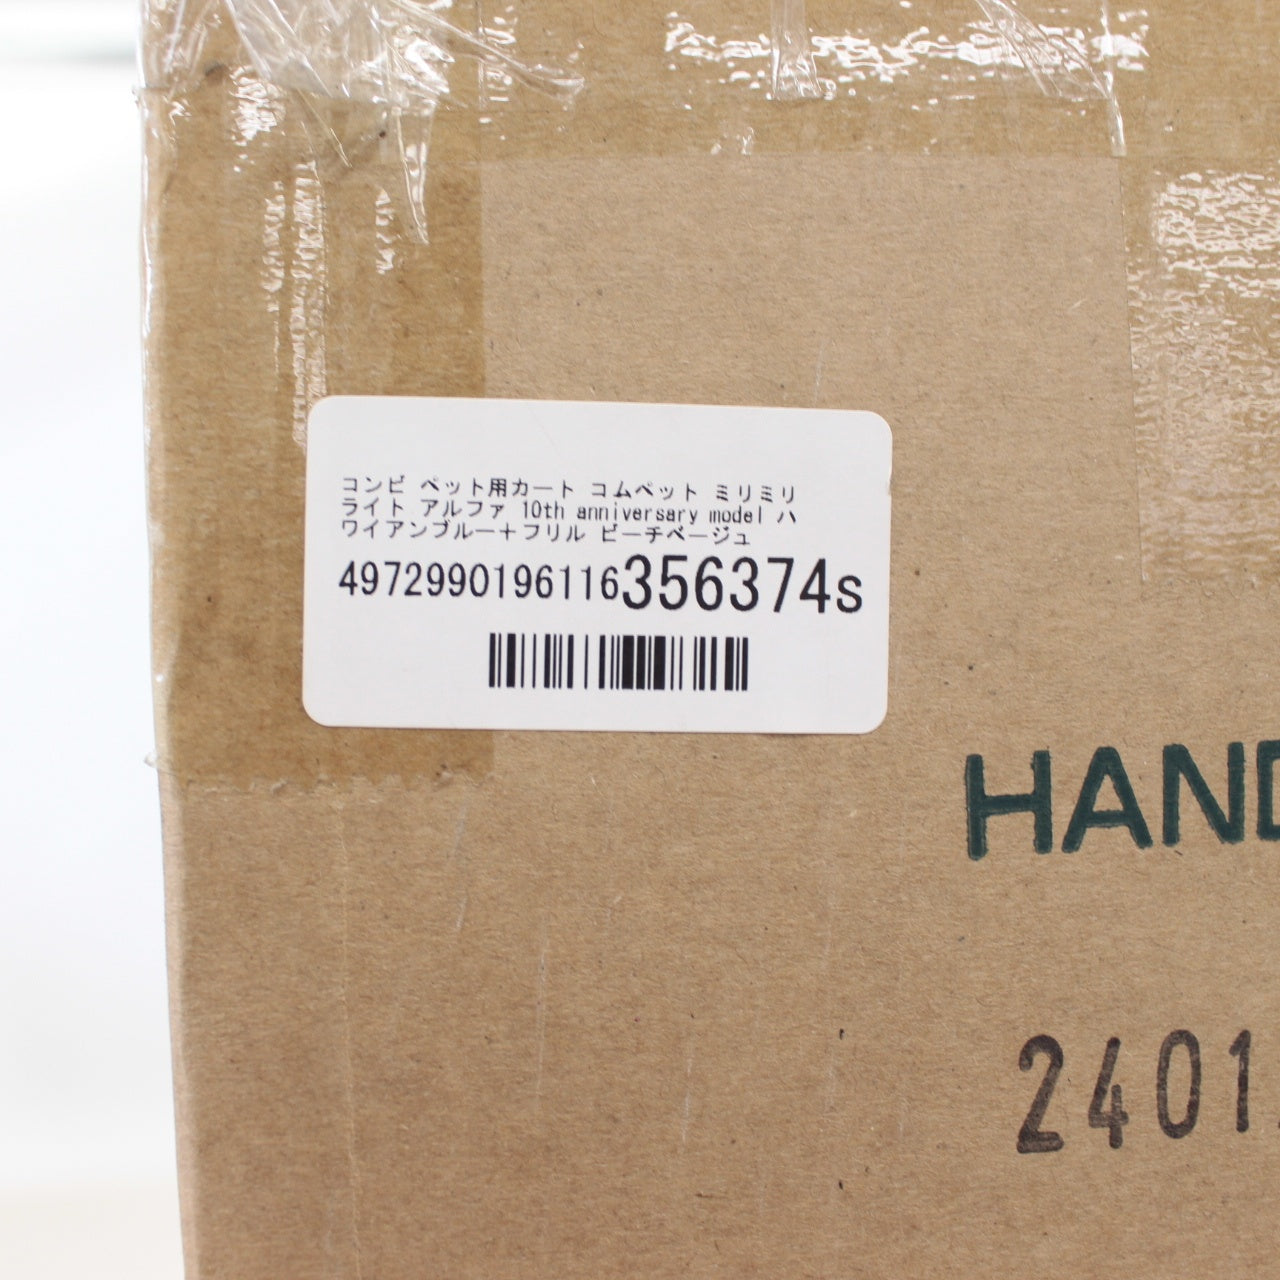 コンビ ペット用カート コムペット ミリミリ
ライト アルファ 10th anniversary model ハ
ワイアンブルー＋フリル ビーチベージュ
4972990196116356374s
HAND
2401